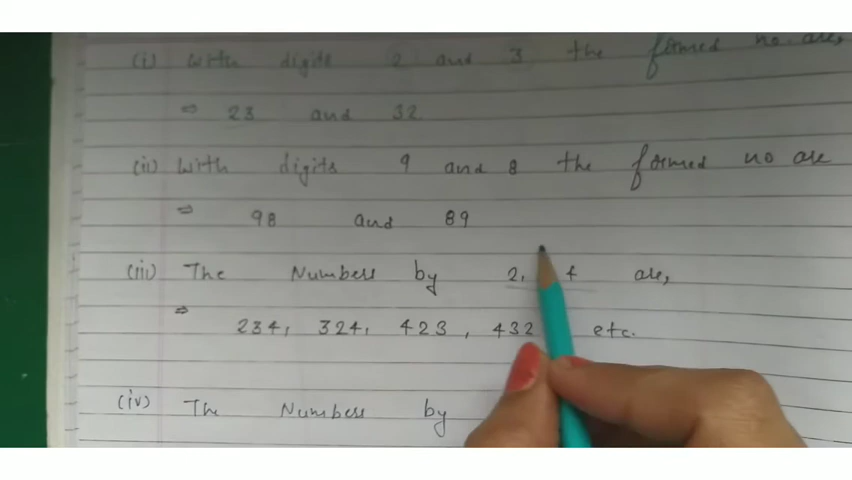 (i) With digits 2 and 3 the formed no. are,
⇒ 23 and 32
(ii) With digits 9 and 8 the formed no are
⇒ 98 and 89
(iii) The Numbers by 2, 4 are,
⇒ 234, 324, 423, 432 etc.
(iv) The Numbers by